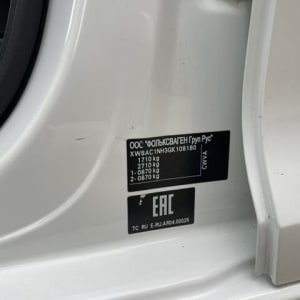 ООО "ФОЛЬКСВАГЕН Груп Рус"
XW8AC1NH3GK108180
1710 kg
2710 kg
1- 0870 kg
2- 0870 kg
CWVA
EAC
TC RU E-RU.AR04.00025